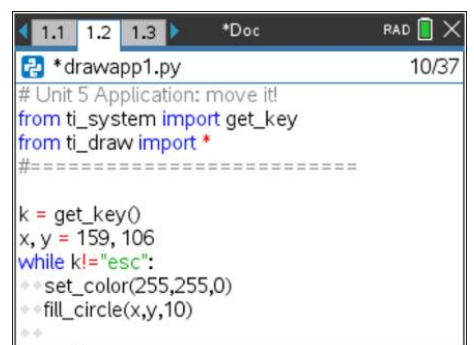 1.1 1.2 1.3 *Doc RAD
*drawapp1.py 10/37
# Unit 5 Application: move it!
from ti_system import get_key
from ti_draw import *
#==========================
k = get_key()
x, y = 159, 106
while k!="esc":
set_color(255,255,0)
fill_circle(x,y,10)